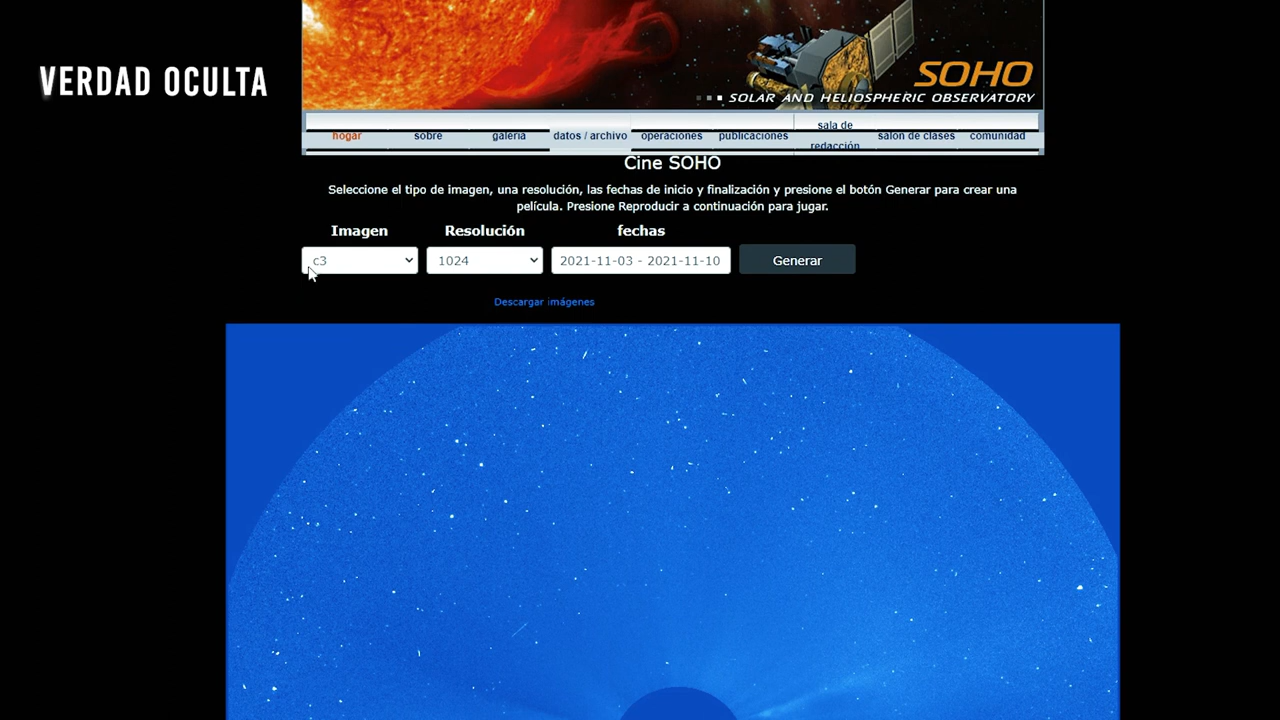 VERDAD OCULTA
SOHO
SOLAR AND HELIOSPHERIC OBSERVATORY
hogar
sobre
galería
datos / archivo
operaciones
publicaciones
sala de
redacción
salón de clases
comunidad
Cine SOHO
Seleccione el tipo de imagen, una resolución, las fechas de inicio y finalización y presione el botón Generar para crear una
película. Presione Reproducir a continuación para jugar.
Imagen
Resolución
fechas
c3
1024
2021-11-03 - 2021-11-10
Generar
Descargar imágenes